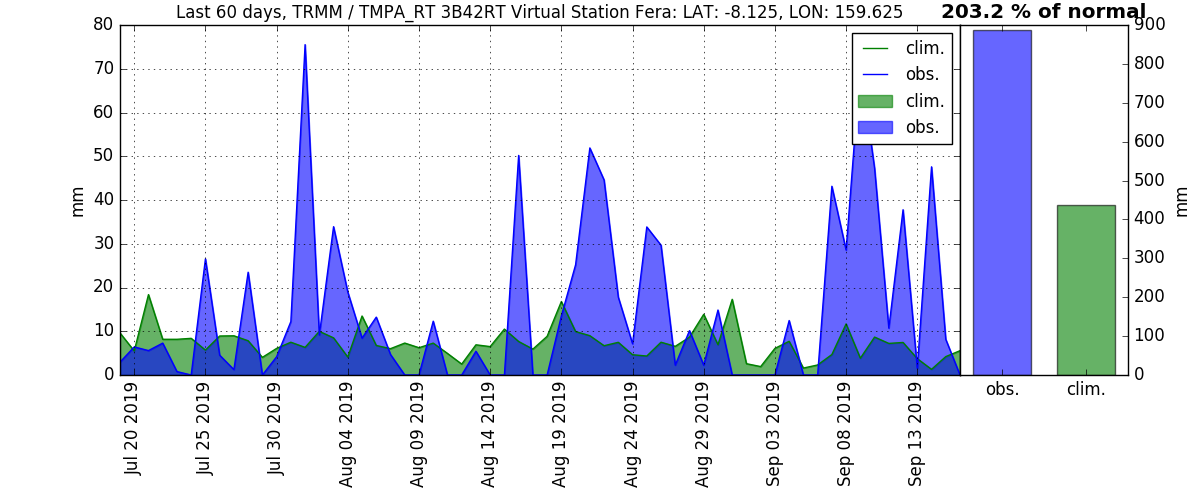 Last 60 days, TRMM / TMPA_RT 3B42RT Virtual Station Fera: LAT: -8.125, LON: 159.625
203.2 % of normal
80
70
60
50
40
30
20
10
0
mm
clim.
obs.
clim.
obs.
Jul 20 2019
Jul 25 2019
Jul 30 2019
Aug 04 2019
Aug 09 2019
Aug 14 2019
Aug 19 2019
Aug 24 2019
Aug 29 2019
Sep 03 2019
Sep 08 2019
Sep 13 2019
900
800
700
600
500
400
300
200
100
0
mm
obs.
clim.